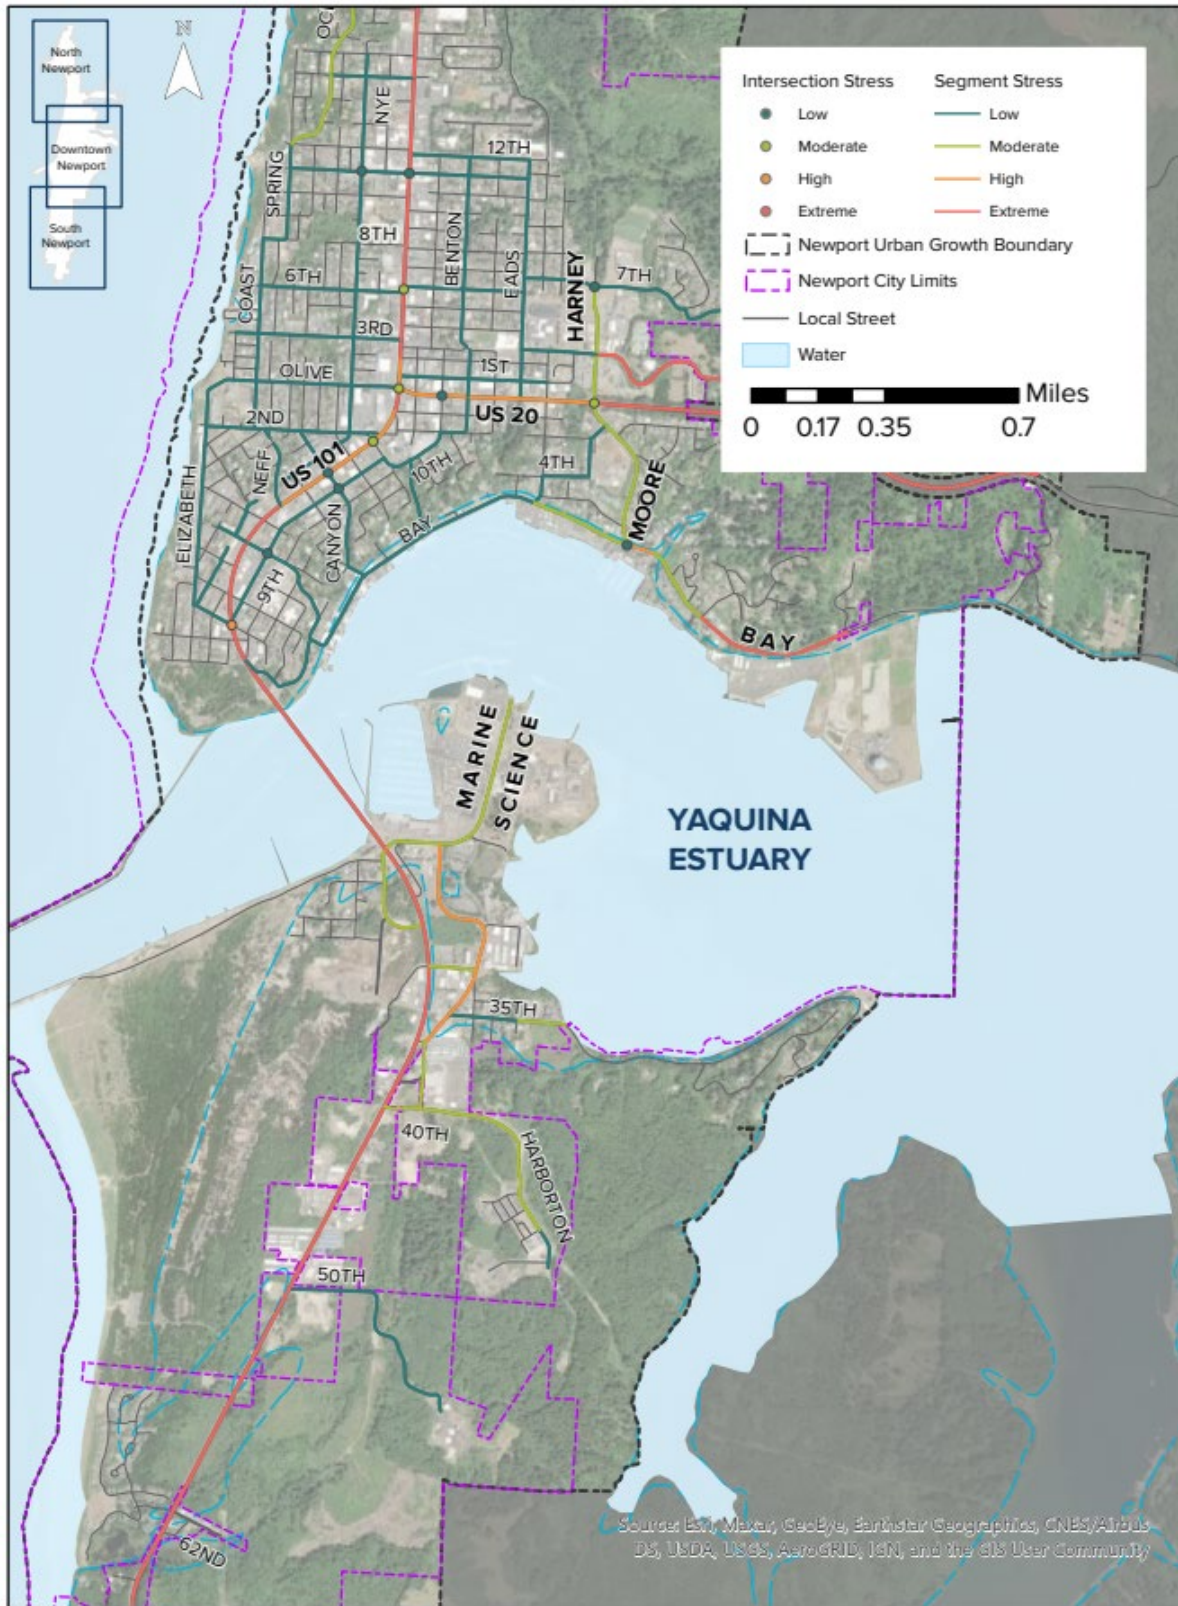 North
Newport
Downtown
Newport
South
Newport
N
Intersection Stress
Low
Moderate
High
Extreme
Segment Stress
Low
Moderate
High
Extreme
Newport Urban Growth Boundary
Newport City Limits
Local Street
Water
Miles
0 0.17 0.35 0.7
NYE
12TH
SPRING
8TH
BENTON
EADS
HARNEY
7TH
6TH
COAST
3RD
OLIVE
1ST
2ND
US 20
US 101
NEFF
10TH
4TH
ELIZABETH
CANYON
BAY
MOORE
9TH
BAY
MARINE
SCIENCE
YAQUINA
ESTUARY
35TH
40TH
HARBORTON
50TH
62ND
Source: Esri, Maxar, GeoEye, Earthstar Geographics, CNES/Airbus
DS, USDA, USGS, AeroGRID, IGN, and the GIS User Community